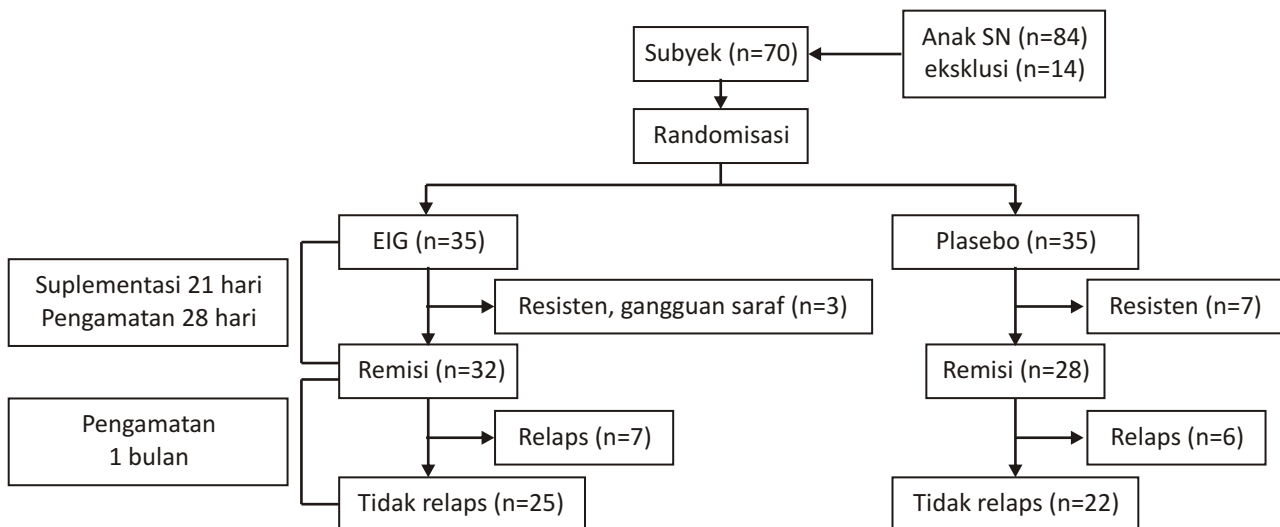 Anak SN (n=84)
eksklusi (n=14)
Subyek (n=70)
Randomisasi
EIG (n=35)
Plasebo (n=35)
Suplementasi 21 hari
Pengamatan 28 hari
Resisten, gangguan saraf (n=3)
Resisten (n=7)
Remisi (n=32)
Remisi (n=28)
Pengamatan
1 bulan
Relaps (n=7)
Relaps (n=6)
Tidak relaps (n=25)
Tidak relaps (n=22)